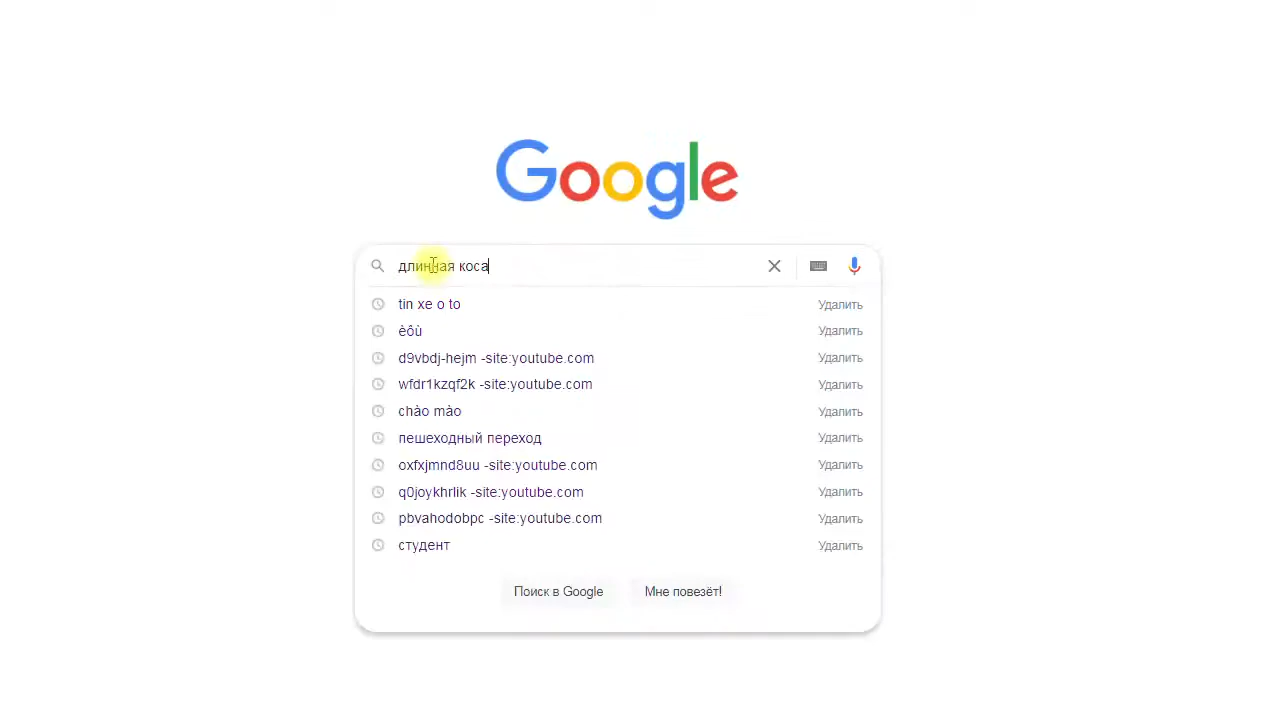 Google
длинная коса
tin xe o to Удалить
èôù Удалить
d9vbdj-hejm -site:youtube.com Удалить
wfdr1kzqf2k -site:youtube.com Удалить
chào mào Удалить
пешеходный переход Удалить
oxfxjmnd8uu -site:youtube.com Удалить
q0joykhrlik -site:youtube.com Удалить
pbvahodobpc -site:youtube.com Удалить
студент Удалить
Поиск в Google Мне повезёт!